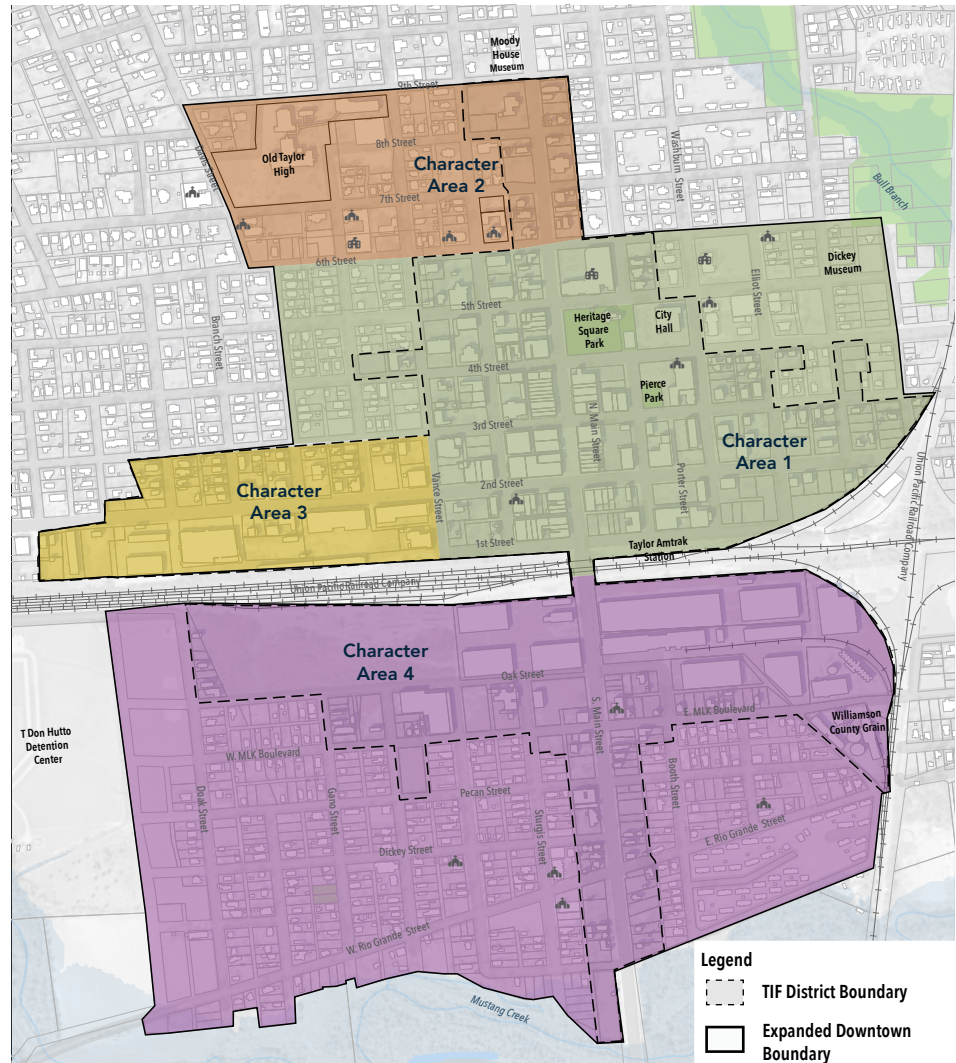 Moody
House
Museum
9th Street
8th Street
Old Taylor
High
Character
Area 2
Davis Street
7th Street
6th Street
Washburn Street
Bull Branch
Dickey
Museum
Elliot Street
5th Street
Heritage
Square
Park
City
Hall
Branch Street
4th Street
Pierce
Park
3rd Street
N. Main Street
Character
Area 1
Porter Street
Union Pacific Railroad Company
Character
Area 3
Vance Street
2nd Street
1st Street
Taylor Amtrak
Station
Union Pacific Railroad Company
Character
Area 4
Oak Street
S. Main Street
E. MLK Boulevard
Williamson
County Grain
T Don Hutto
Detention
Center
W. MLK Boulevard
Doak Street
Gano Street
Pecan Street
Sturgis Street
Booth Street
Dickey Street
E. Rio Grande Street
W. Rio Grande Street
Mustang Creek
Legend
TIF District Boundary
Expanded Downtown
Boundary